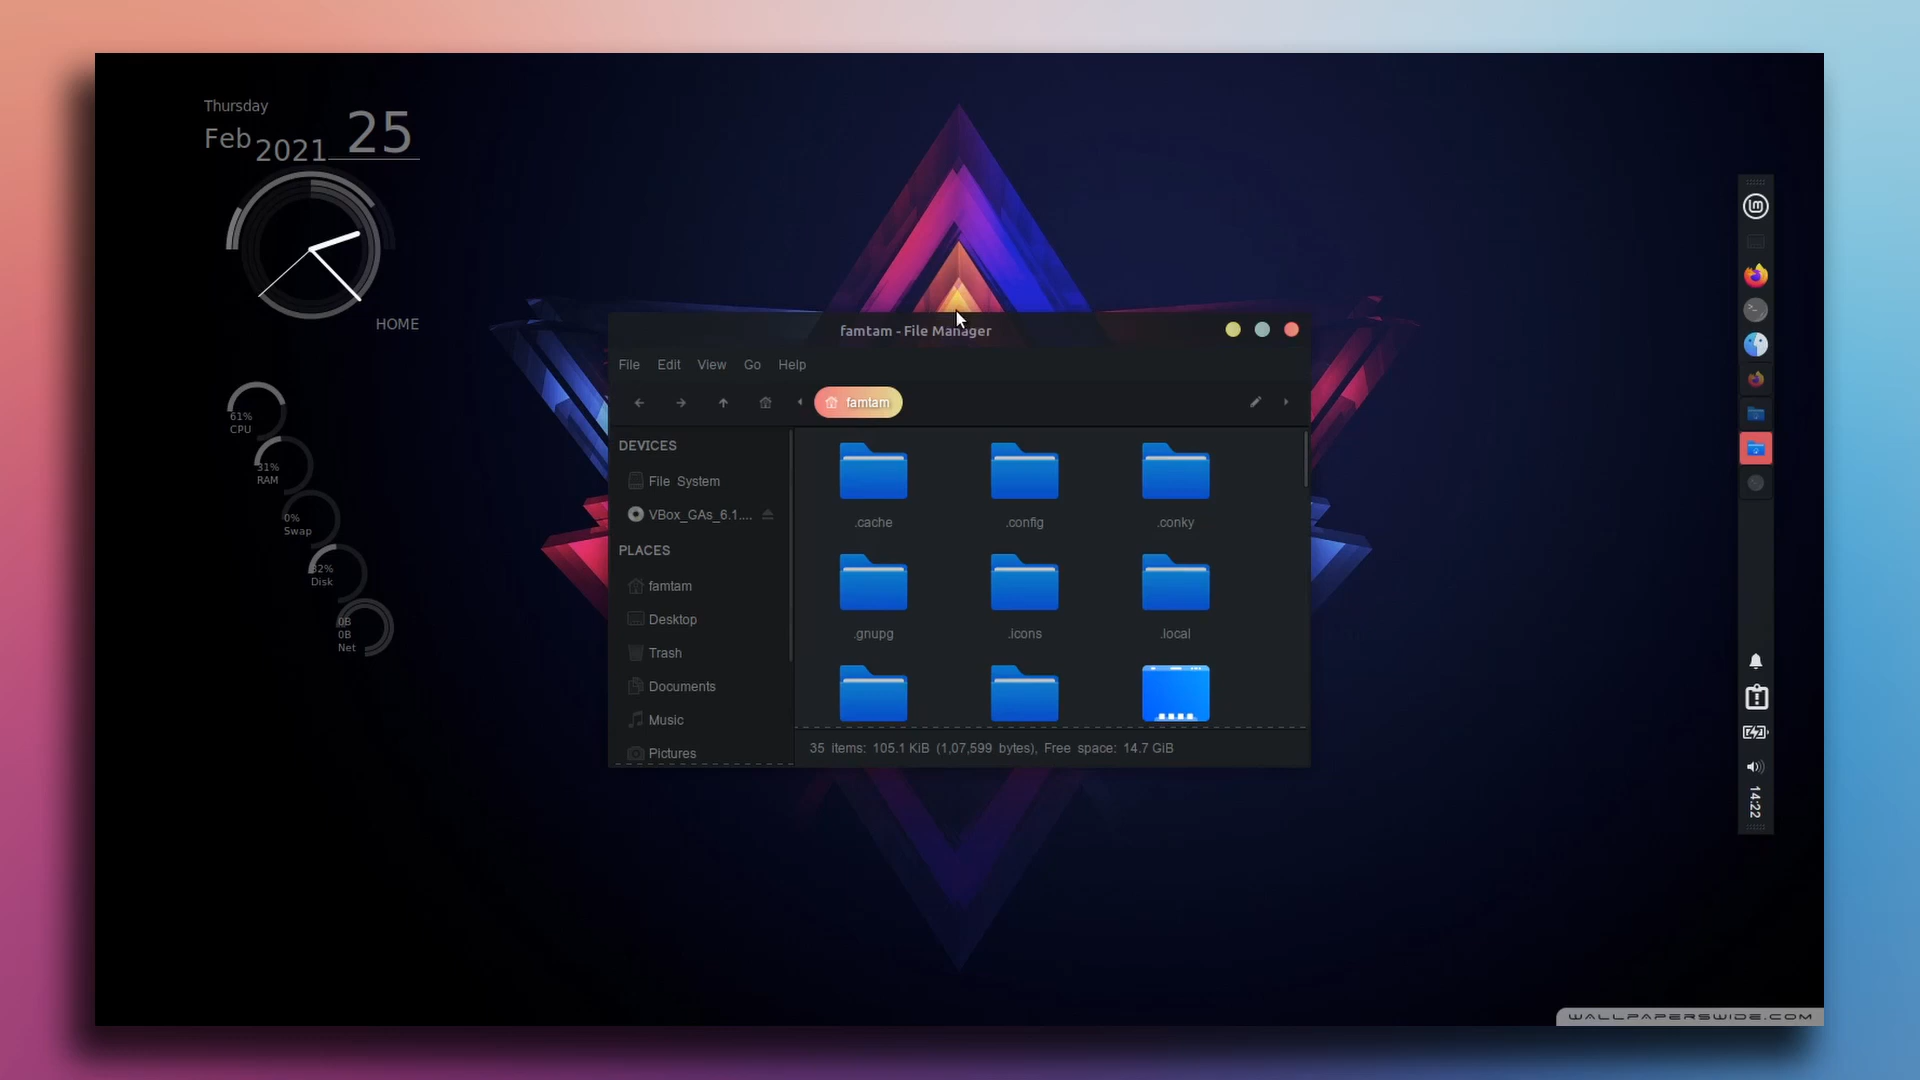 Thursday
Feb 2021 25
HOME
61%
CPU
31%
RAM
0%
Swap
32%
Disk
0B
0B
Net
famtam - File Manager
File Edit View Go Help
famtam
DEVICES
File System
VBox_GAs_6.1....
PLACES
famtam
Desktop
Trash
Documents
Music
Pictures
.cache .config .conky
.gnupg .icons .local
35 items: 105.1 KiB (1,07,599 bytes), Free space: 14.7 GiB
14:22
WALLPAPERSWIDE.COM